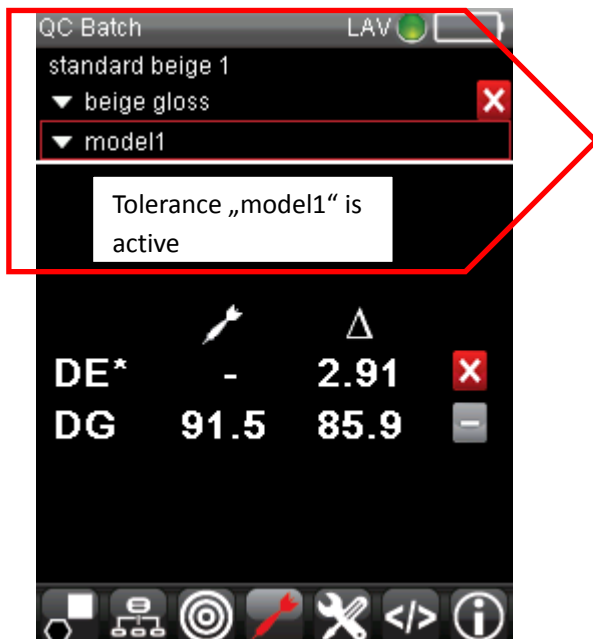 QC Batch LAV
standard beige 1
beige gloss
model1
Tolerance „model1“ is
active
Δ
DE* - 2.91
DG 91.5 85.9
</>
i